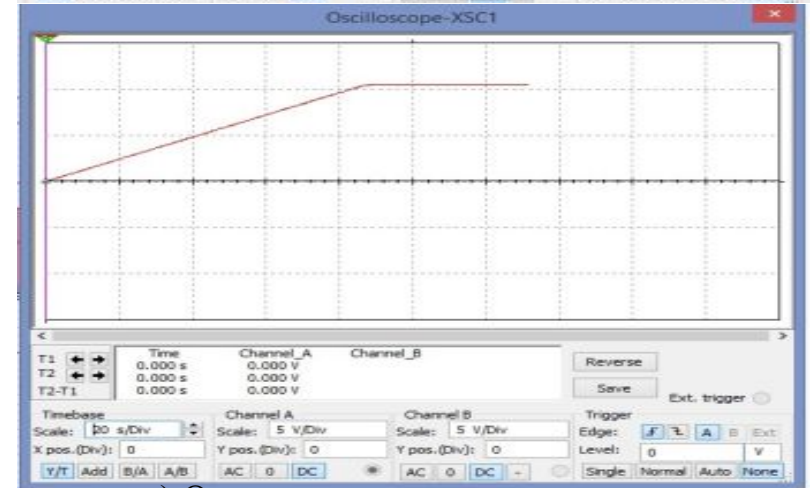 Oscilloscope-XSC1
×
Time Channel_A Channel_B
T1 0.000 s 0.000 V
T2 0.000 s 0.000 V
T2-T1 0.000 s 0.000 V
Reverse
Save
Ext. trigger
Timebase Channel A Channel B Trigger
Scale: 20 s/Div Scale: 5 V/Div Scale: 5 V/Div Edge: A B Ext
X pos.(Div): 0 Y pos.(Div): 0 Y pos.(Div): 0 Level: 0 V
Y/T Add B/A A/B AC 0 DC AC 0 DC - Single Normal Auto None